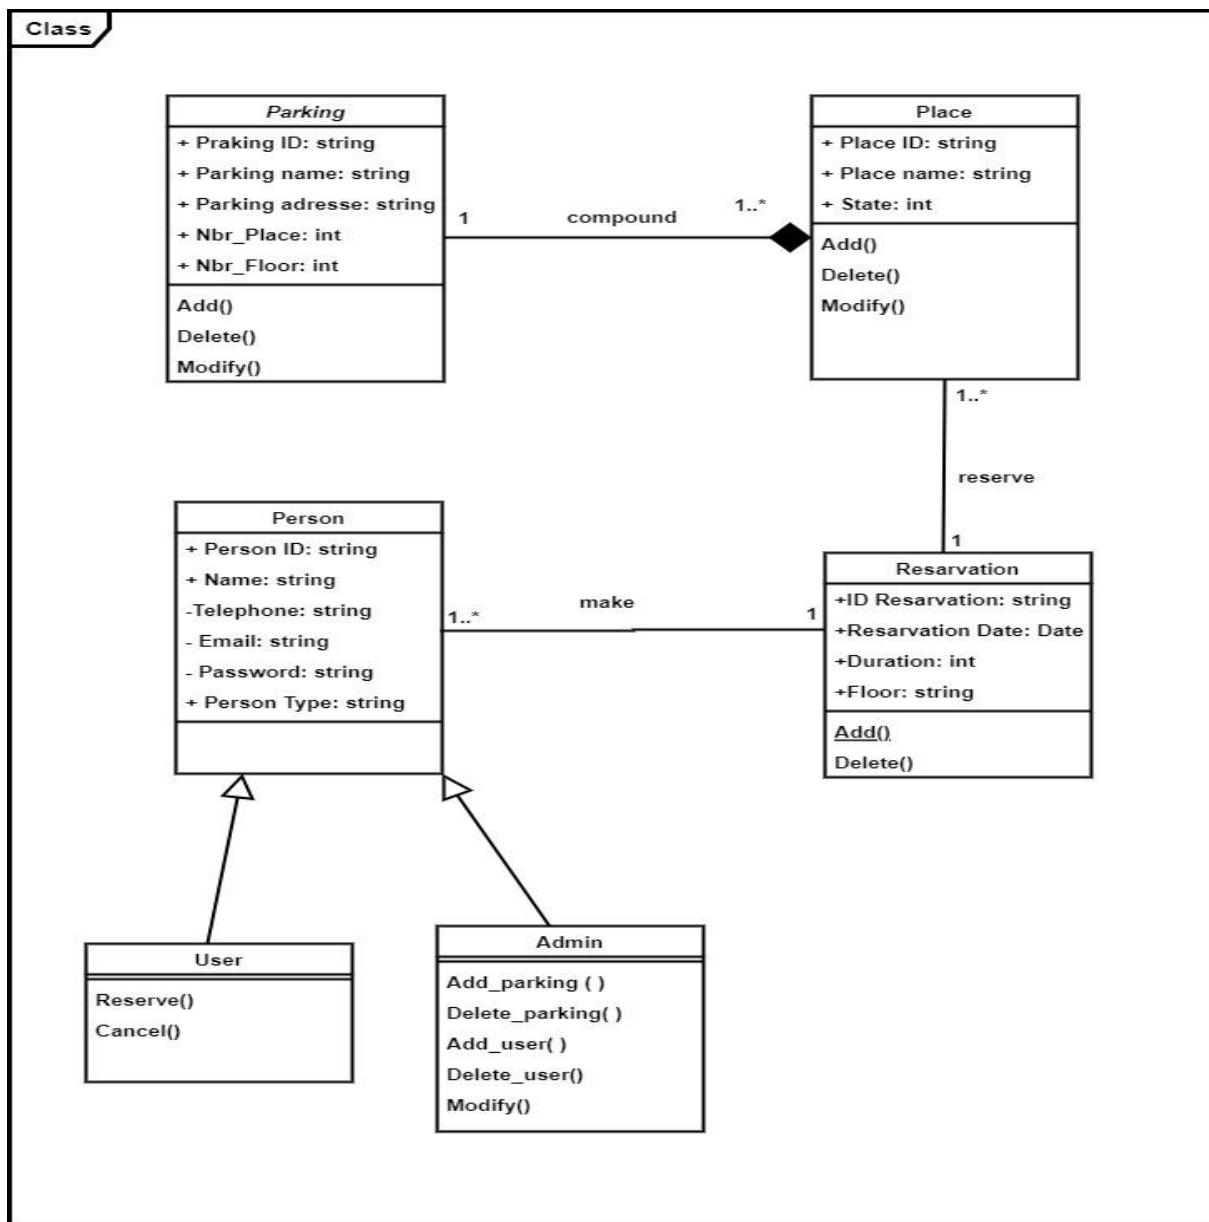 Class
Parking
+ Praking ID: string
+ Parking name: string
+ Parking adresse: string
+ Nbr_Place: int
+ Nbr_Floor: int
Add()
Delete()
Modify()
1
compound
1..*
Place
+ Place ID: string
+ Place name: string
+ State: int
Add()
Delete()
Modify()
1..*
reserve
1
Person
+ Person ID: string
+ Name: string
-Telephone: string
- Email: string
- Password: string
+ Person Type: string
1..*
make
1
Resarvation
+ID Resarvation: string
+Resarvation Date: Date
+Duration: int
+Floor: string
Add()
Delete()
User
Reserve()
Cancel()
Admin
Add_parking ( )
Delete_parking( )
Add_user( )
Delete_user()
Modify()